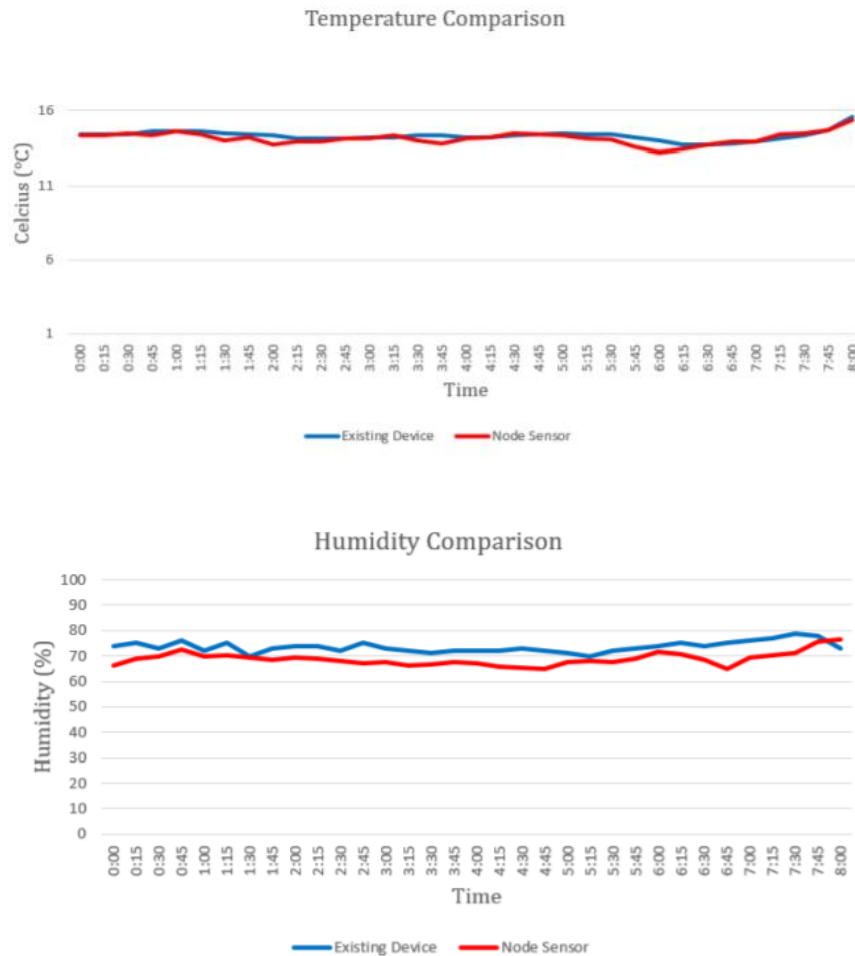 Temperature Comparison
16
11
6
1
Celcius (°C)
0:00 0:15 0:30 0:45 1:00 1:15 1:30 1:45 2:00 2:15 2:30 2:45 3:00 3:15 3:30 3:45 4:00 4:15 4:30 4:45 5:00 5:15 5:30 5:45 6:00 6:15 6:30 6:45 7:00 7:15 7:30 7:45 8:00
Time
Existing Device Node Sensor
Humidity Comparison
100
90
80
70
60
50
40
30
20
10
0
Humidity (%)
0:00 0:15 0:30 0:45 1:00 1:15 1:30 1:45 2:00 2:15 2:30 2:45 3:00 3:15 3:30 3:45 4:00 4:15 4:30 4:45 5:00 5:15 5:30 5:45 6:00 6:15 6:30 6:45 7:00 7:15 7:30 7:45 8:00
Time
Existing Device Node Sensor